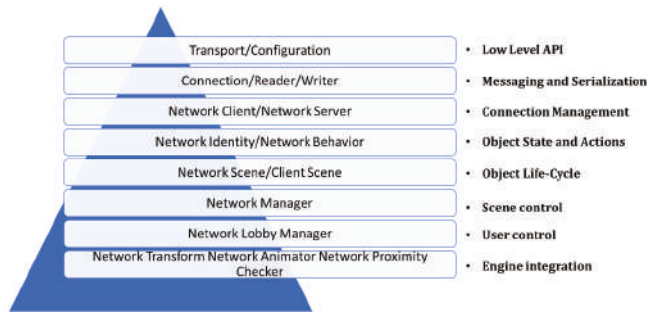 Transport/Configuration
• Low Level API
Connection/Reader/Writer
• Messaging and Serialization
Network Client/Network Server
• Connection Management
Network Identity/Network Behavior
• Object State and Actions
Network Scene/Client Scene
• Object Life-Cycle
Network Manager
• Scene control
Network Lobby Manager
• User control
Network Transform Network Animator Network Proximity
Checker
• Engine integration